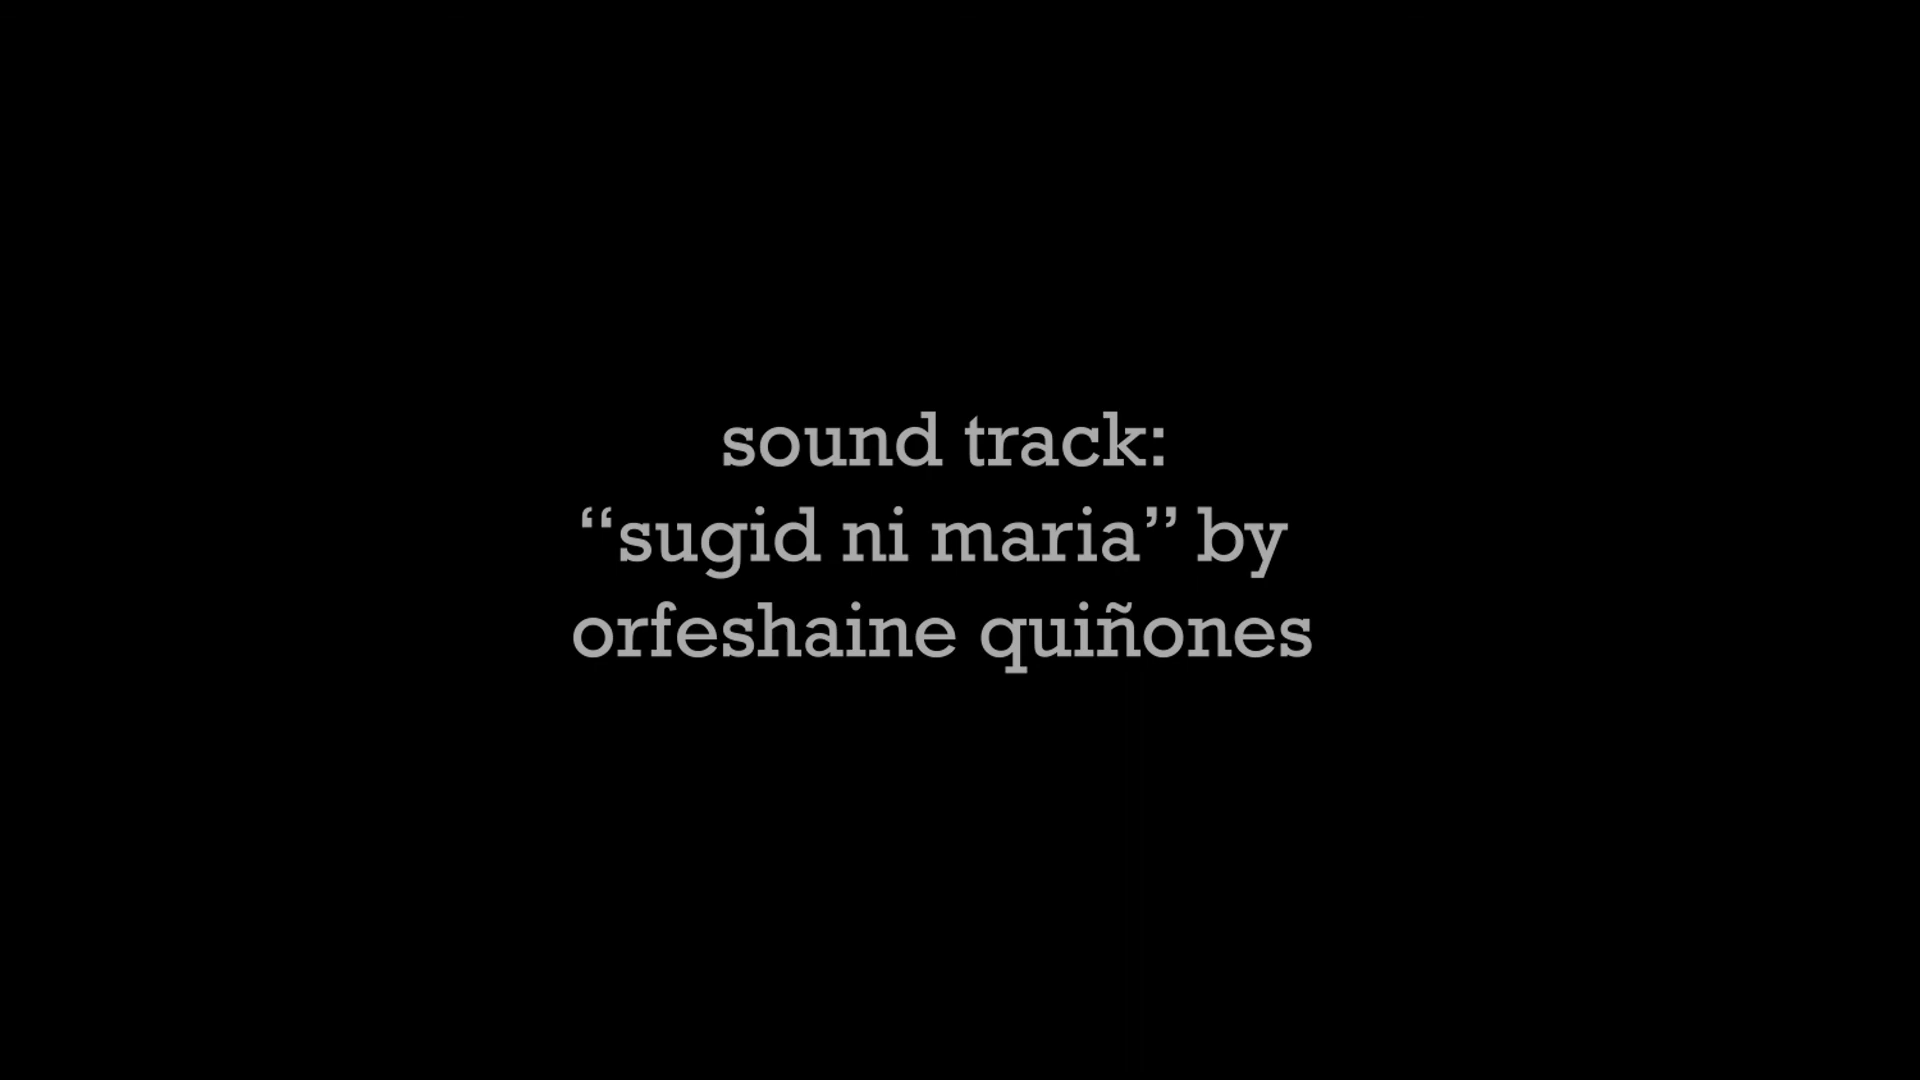 sound track:
“sugid ni maria” by
orfeshaine quiñones